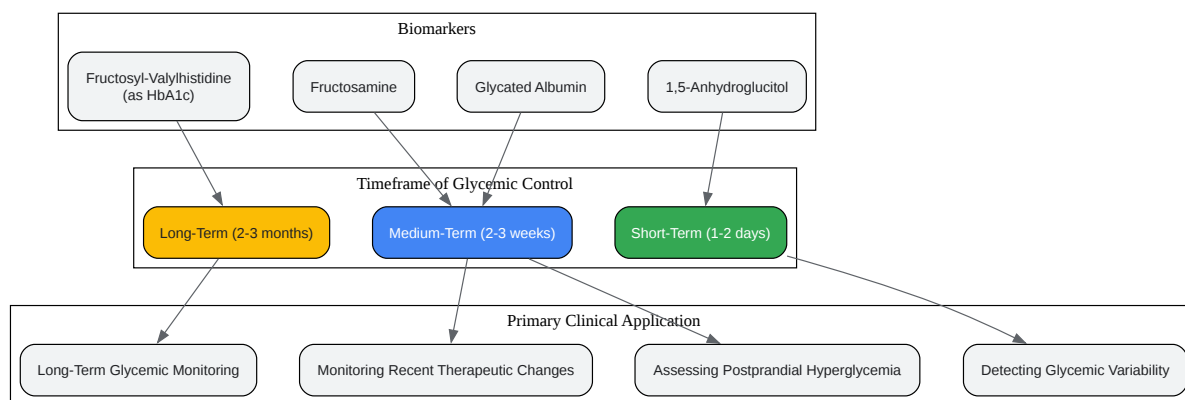 Biomarkers
Fructosyl-Valylhistidine
(as HbA1c)
Fructosamine
Glycated Albumin
1,5-Anhydroglucitol
Timeframe of Glycemic Control
Long-Term (2-3 months)
Medium-Term (2-3 weeks)
Short-Term (1-2 days)
Primary Clinical Application
Long-Term Glycemic Monitoring
Monitoring Recent Therapeutic Changes
Assessing Postprandial Hyperglycemia
Detecting Glycemic Variability